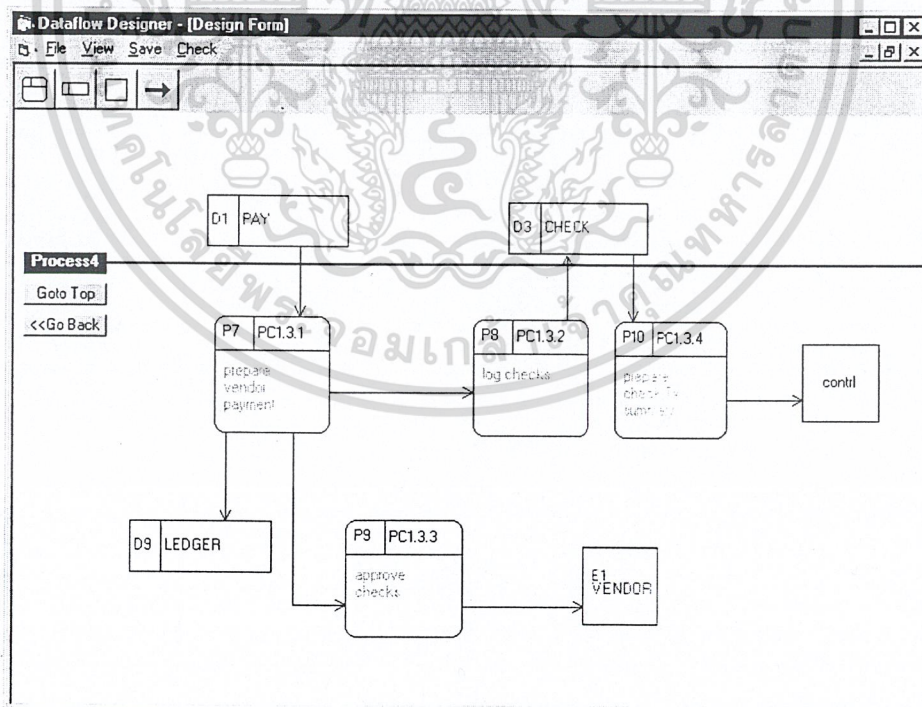 Dataflow Designer - [Design Form]
File View Save Check
D1 PAY
D3 CHECK
Process4
Goto Top
<<Go Back
P7 PC1.3.1
prepare
vendor
payment
P8 PC1.3.2
log checks
P10 PC1.3.4
prepare
summary
contrl
D9 LEDGER
P9 PC1.3.3
approve
checks
E1
VENDOR